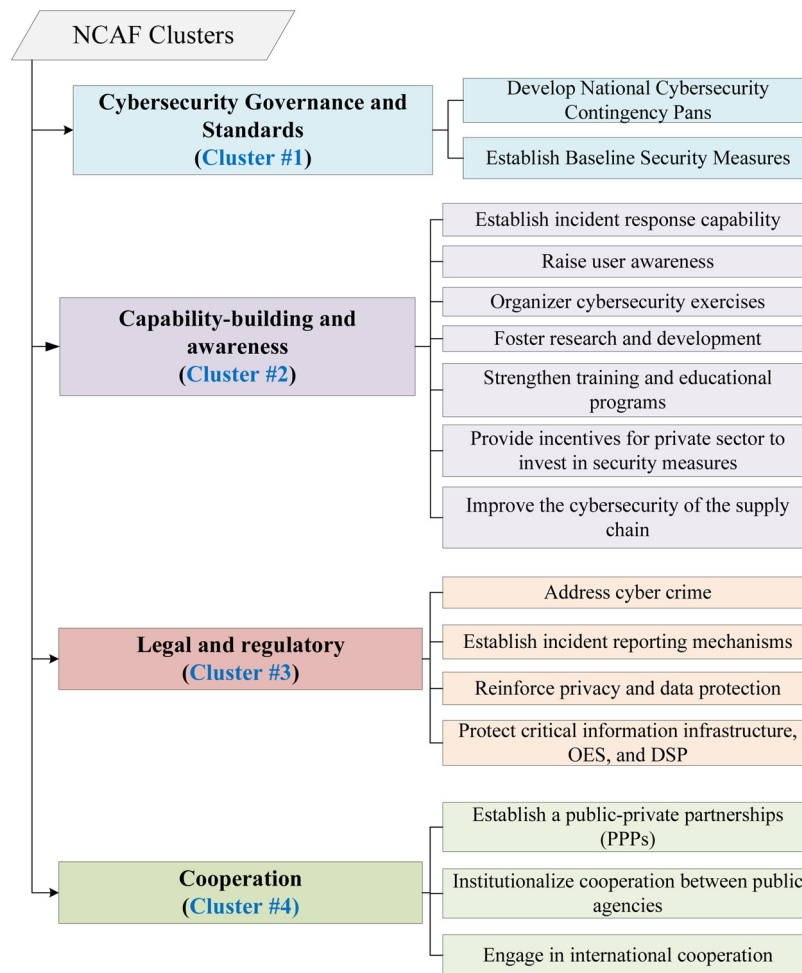 NCAF Clusters
Cybersecurity Governance and
Standards
(Cluster #1)
Develop National Cybersecurity
Contingency Pans
Establish Baseline Security Measures
Capability-building and
awareness
(Cluster #2)
Establish incident response capability
Raise user awareness
Organizer cybersecurity exercises
Foster research and development
Strengthen training and educational
programs
Provide incentives for private sector to
invest in security measures
Improve the cybersecurity of the supply
chain
Legal and regulatory
(Cluster #3)
Address cyber crime
Establish incident reporting mechanisms
Reinforce privacy and data protection
Protect critical information infrastructure,
OES, and DSP
Cooperation
(Cluster #4)
Establish a public-private partnerships
(PPPs)
Institutionalize cooperation between public
agencies
Engage in international cooperation